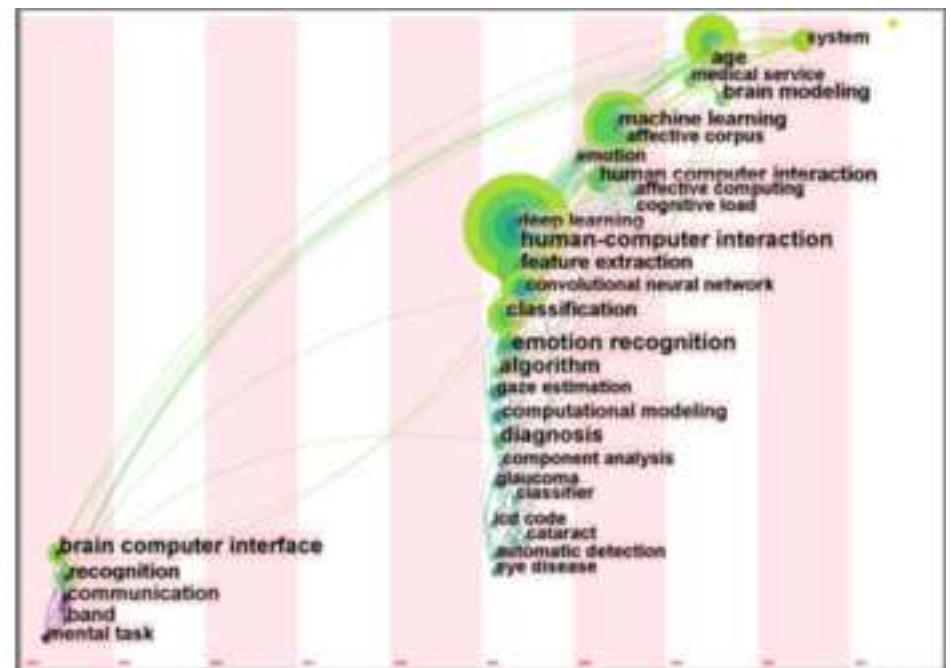 system
age
medical service
brain modeling
machine learning
affective corpus
emotion
human computer interaction
affective computing
cognitive load
deep learning
human-computer interaction
feature extraction
convolutional neural network
classification
emotion recognition
algorithm
gaze estimation
computational modeling
diagnosis
component analysis
glaucoma
classifier
icd code
cataract
automatic detection
eye disease
brain computer interface
recognition
communication
band
mental task